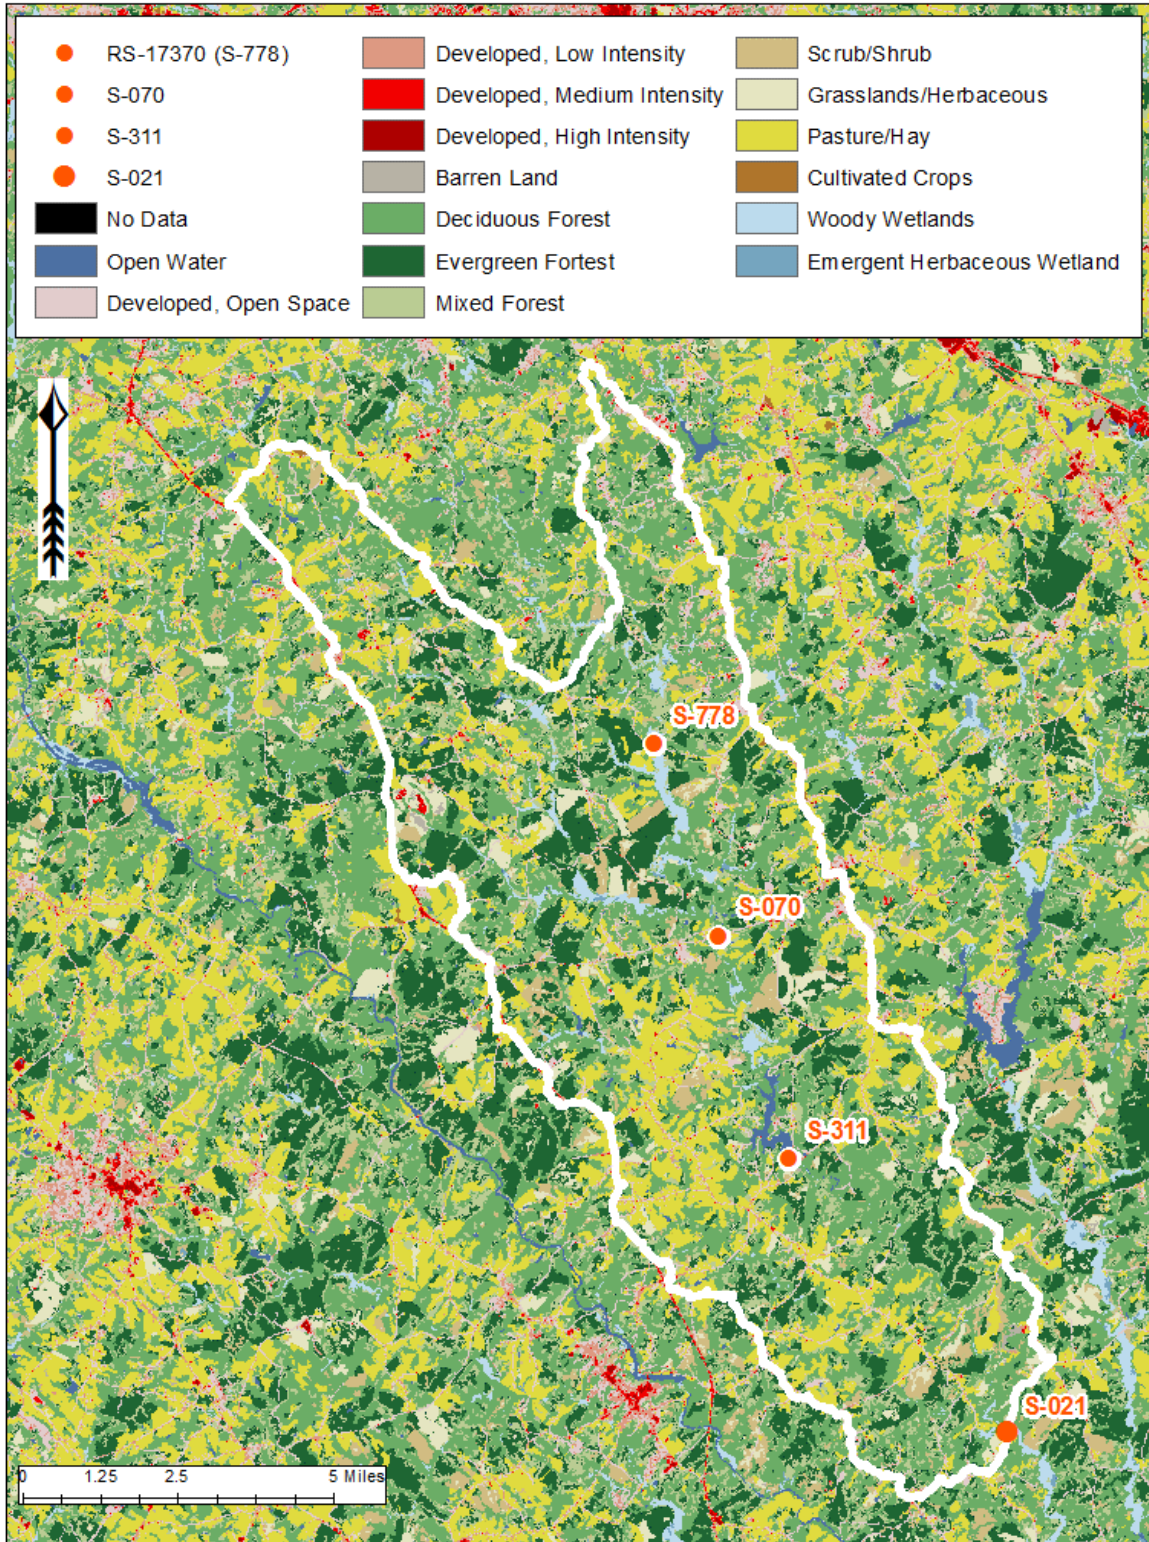 RS-17370 (S-778)
S-070
S-311
S-021
No Data
Open Water
Developed, Open Space
Developed, Low Intensity
Developed, Medium Intensity
Developed, High Intensity
Barren Land
Deciduous Forest
Evergreen Fortest
Mixed Forest
Scrub/Shrub
Grasslands/Herbaceous
Pasture/Hay
Cultivated Crops
Woody Wetlands
Emergent Herbaceous Wetland
S-778
S-070
S-311
S-021
0 1.25 2.5 5 Miles